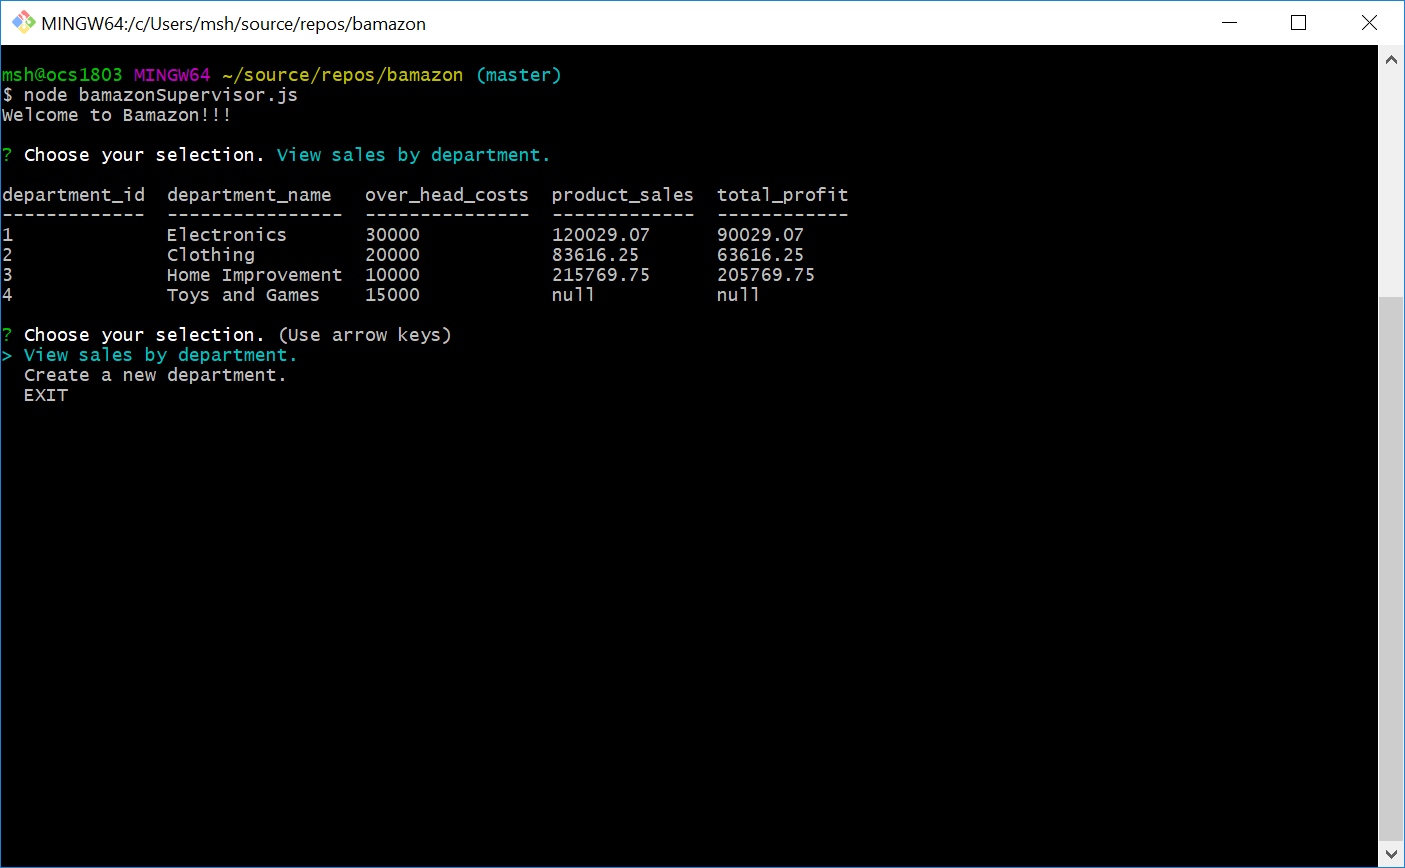 MINGW64:/c/Users/msh/source/repos/bamazon
msh@ocs1803 MINGW64 ~/source/repos/bamazon (master)
$ node bamazonSupervisor.js
Welcome to Bamazon!!!
? Choose your selection. View sales by department.
department_id  department_name   over_head_costs  product_sales  total_profit
-------------  ----------------  ---------------  -------------  ------------
1              Electronics       30000            120029.07      90029.07
2              Clothing          20000            83616.25       63616.25
3              Home Improvement  10000            215769.75      205769.75
4              Toys and Games    15000            null           null
? Choose your selection. (Use arrow keys)
> View sales by department.
  Create a new department.
  EXIT